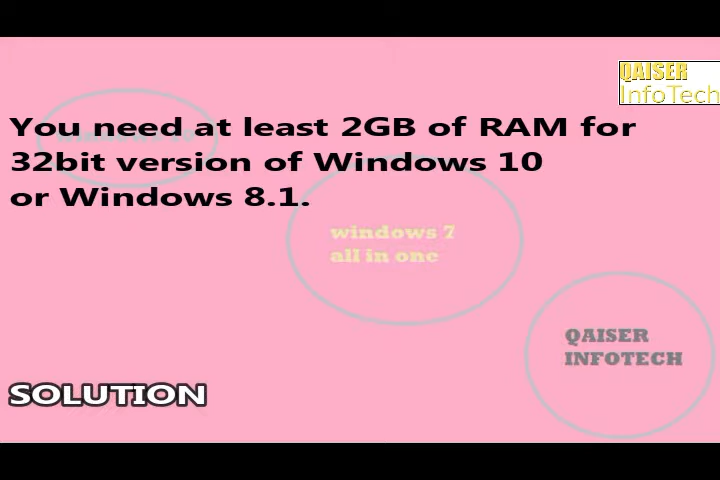 QAISER
InfoTech
You need at least 2GB of RAM for
32bit version of Windows 10
or Windows 8.1.
windows 7
all in one
QAISER
INFOTECH
SOLUTION